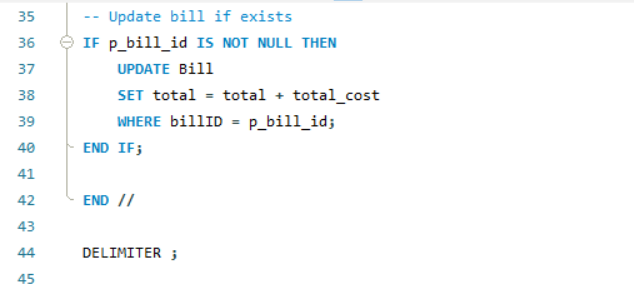 35 -- Update bill if exists
36 IF p_bill_id IS NOT NULL THEN
37 UPDATE Bill
38 SET total = total + total_cost
39 WHERE billID = p_bill_id;
40 END IF;
41
42 END //
43
44 DELIMITER ;
45